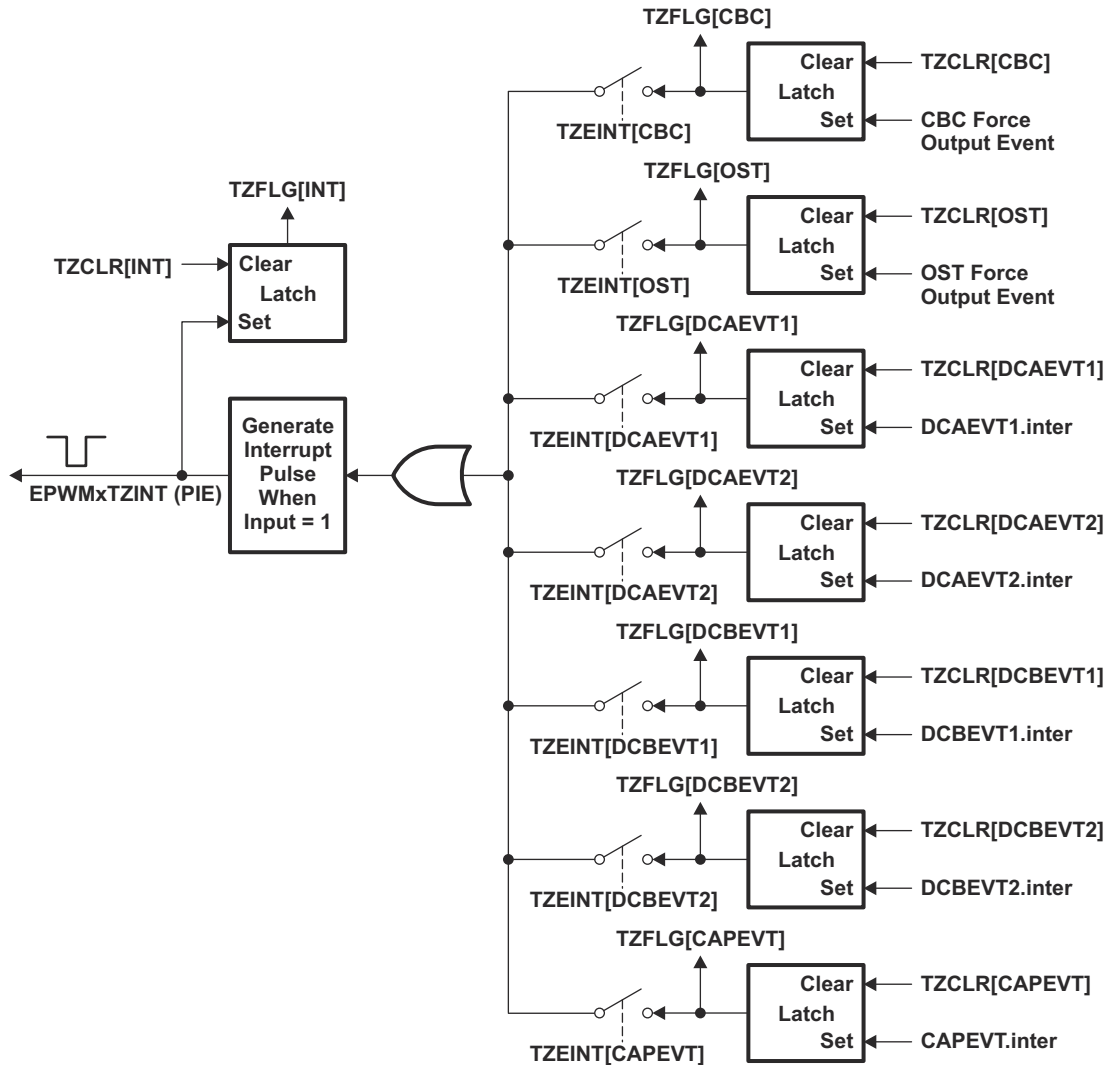 TZFLG[CBC]
Clear
Latch
Set
TZCLR[CBC]
CBC Force
Output Event
TZEINT[CBC]
TZFLG[OST]
Clear
Latch
Set
TZCLR[OST]
OST Force
Output Event
TZEINT[OST]
TZFLG[INT]
TZCLR[INT]
Clear
Latch
Set
Generate
Interrupt
Pulse
When
Input = 1
EPWMxTZINT (PIE)
TZFLG[DCAEVT1]
Clear
Latch
Set
TZCLR[DCAEVT1]
DCAEVT1.inter
TZEINT[DCAEVT1]
TZFLG[DCAEVT2]
Clear
Latch
Set
TZCLR[DCAEVT2]
DCAEVT2.inter
TZEINT[DCAEVT2]
TZFLG[DCBEVT1]
Clear
Latch
Set
TZCLR[DCBEVT1]
DCBEVT1.inter
TZEINT[DCBEVT1]
TZFLG[DCBEVT2]
Clear
Latch
Set
TZCLR[DCBEVT2]
DCBEVT2.inter
TZEINT[DCBEVT2]
TZFLG[CAPEVT]
Clear
Latch
Set
TZCLR[CAPEVT]
CAPEVT.inter
TZEINT[CAPEVT]